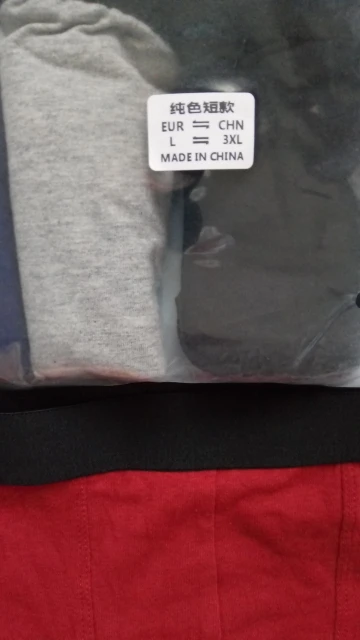 纯色短款
EUR ⇋ CHN
L ⇋ 3XL
MADE IN CHINA